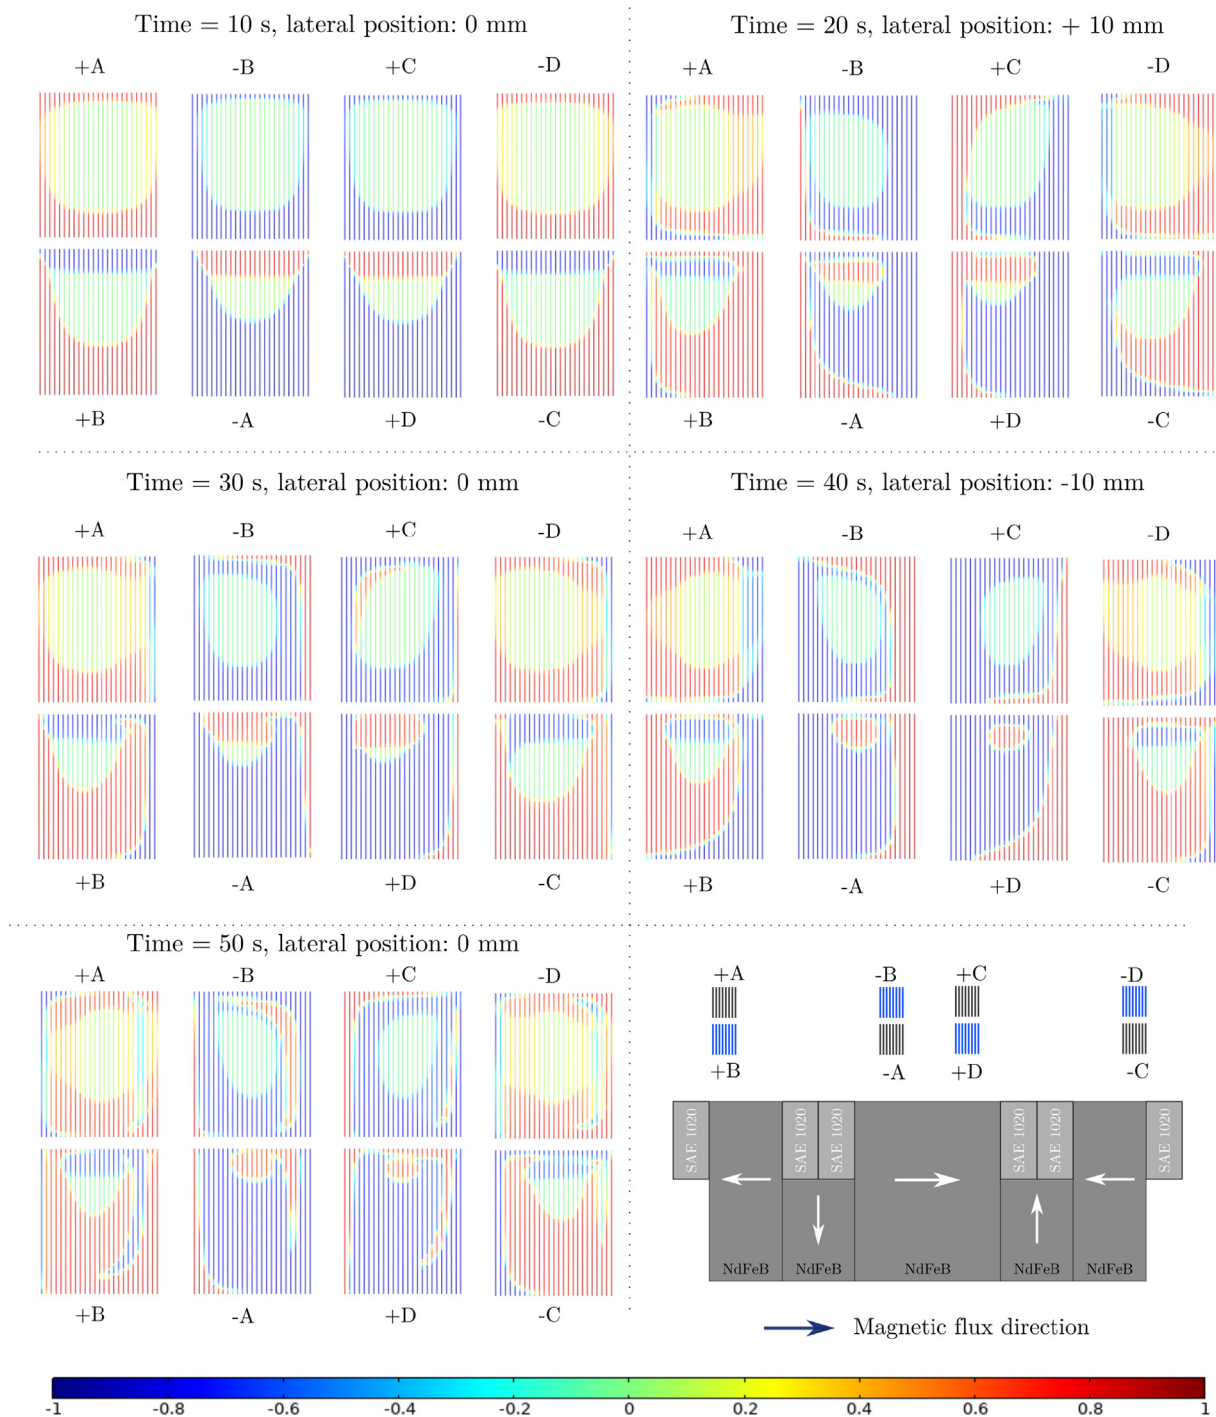 Time = 10 s, lateral position: 0 mm
+A -B +C -D
+B -A +D -C
Time = 20 s, lateral position: + 10 mm
+A -B +C -D
+B -A +D -C
Time = 30 s, lateral position: 0 mm
+A -B +C -D
+B -A +D -C
Time = 40 s, lateral position: -10 mm
+A -B +C -D
+B -A +D -C
Time = 50 s, lateral position: 0 mm
+A -B +C -D
+B -A +D -C
+A -B +C -D
+B -A +D -C
SAE 1020 SAE 1020 SAE 1020 SAE 1020 SAE 1020 SAE 1020
NdFeB NdFeB NdFeB NdFeB NdFeB
Magnetic flux direction
-1 -0.8 -0.6 -0.4 -0.2 0 0.2 0.4 0.6 0.8 1